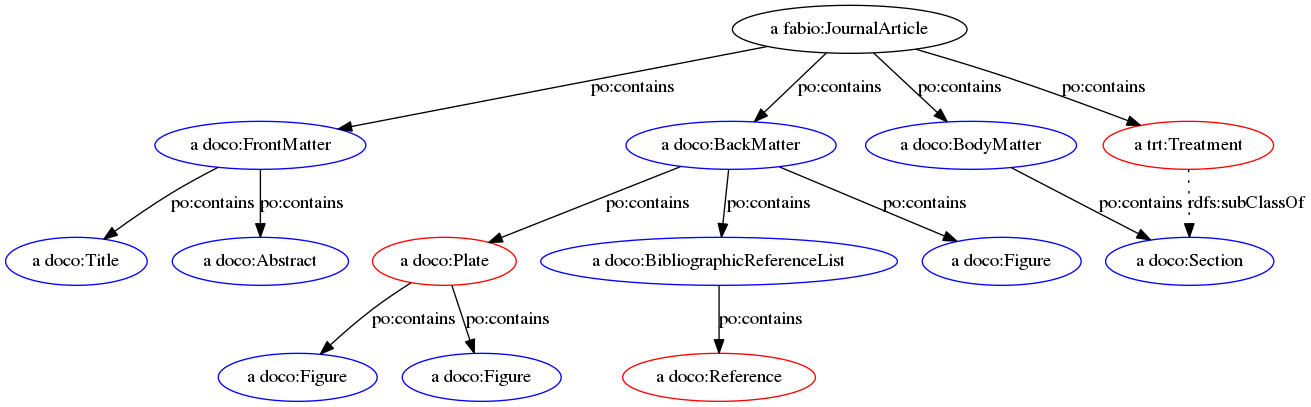 a fabio:JournalArticle
po:contains po:contains po:contains po:contains
a doco:FrontMatter a doco:BackMatter a doco:BodyMatter a trt:Treatment
po:contains po:contains po:contains po:contains po:contains po:contains rdfs:subClassOf
a doco:Title a doco:Abstract a doco:Plate a doco:BibliographicReferenceList a doco:Figure a doco:Section
po:contains po:contains po:contains
a doco:Figure a doco:Figure a doco:Reference